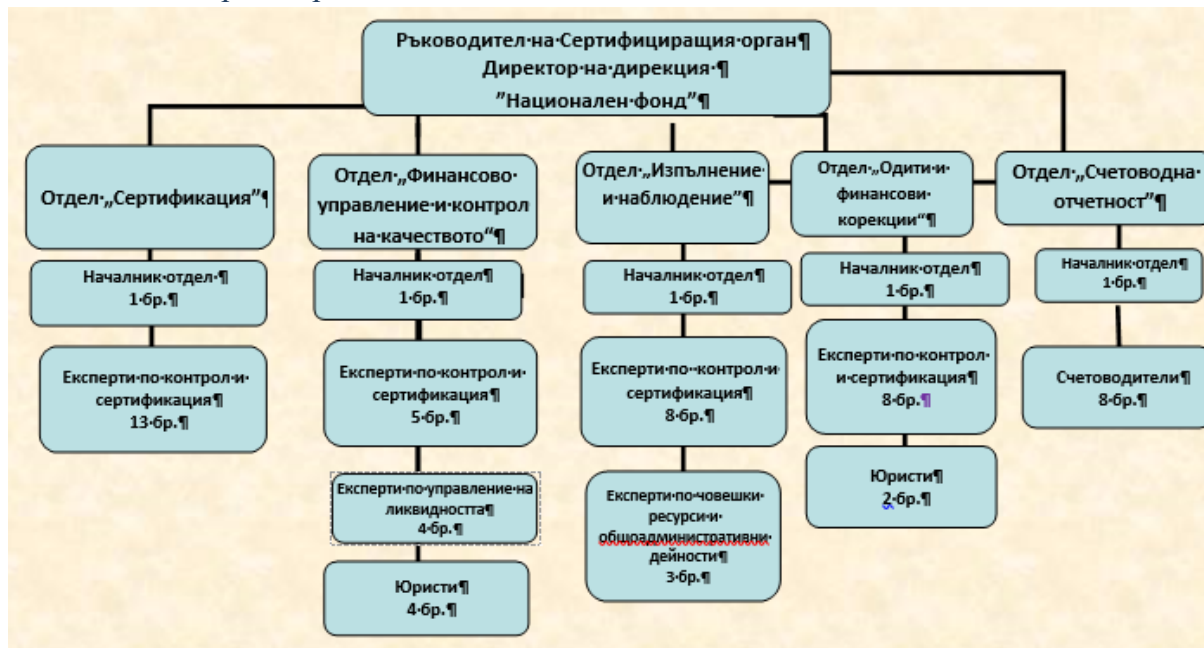 Ръководител на Сертифициращия орган¶
Директор на дирекция ¶
”Национален фонд”¶
Отдел „Сертификация”¶
Началник отдел ¶
1 бр.¶
Експерти по контрол и
сертификация¶
13 бр.¶
Отдел „Финансово
управление и контрол
на качеството“¶
Началник отдел¶
1 бр.¶
Експерти по контрол и
сертификация¶
5 бр.¶
Експерти по управление на
ликвидността¶
4 бр.¶
Юристи¶
4 бр.¶
Отдел „Изпълнение
и наблюдение”¶
Началник отдел¶
1 бр.¶
Експерти по контрол и
сертификация¶
8 бр.¶
Експерти по човешки
ресурси и
общоадминистративни
дейности¶
3 бр.¶
Отдел „Одити и
финансови
корекции“¶
Началник отдел¶
1 бр.¶
Експерти по контрол
и сертификация¶
8 бр.¶
Юристи¶
2 бр.¶
Отдел „Счетоводна
отчетност”¶
Началник отдел¶
1 бр.¶
Счетоводители¶
8 бр.¶